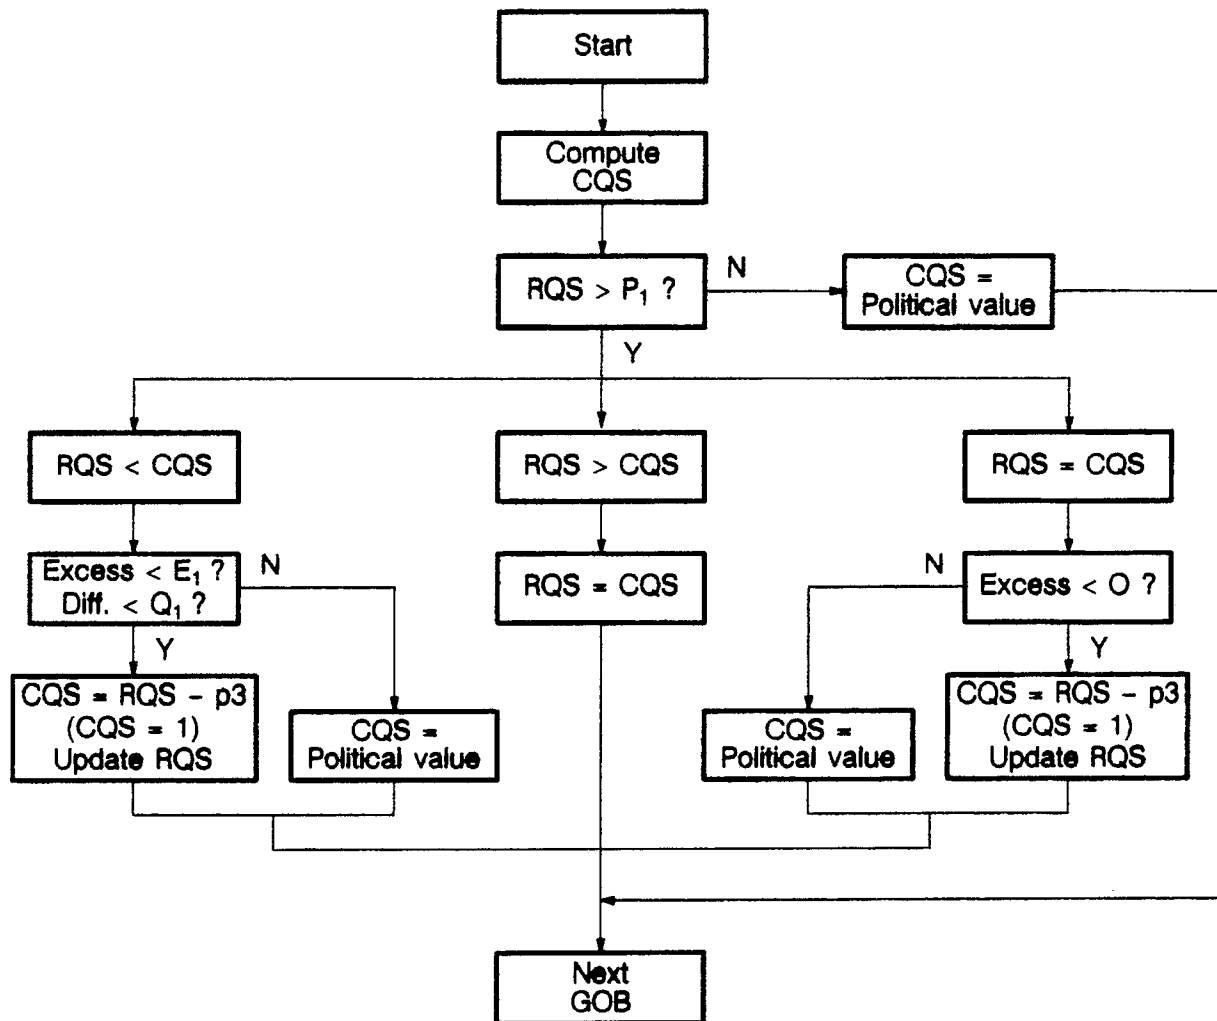 Start
Compute
CQS
RQS > P₁ ?
N
CQS =
Political value
Y
RQS < CQS
RQS > CQS
RQS = CQS
Excess < E₁ ?
Diff. < Q₁ ?
N
Y
RQS = CQS
N
Excess < O ?
Y
CQS = RQS – p3
(CQS = 1)
Update RQS
CQS =
Political value
CQS =
Political value
CQS = RQS – p3
(CQS = 1)
Update RQS
Next
GOB